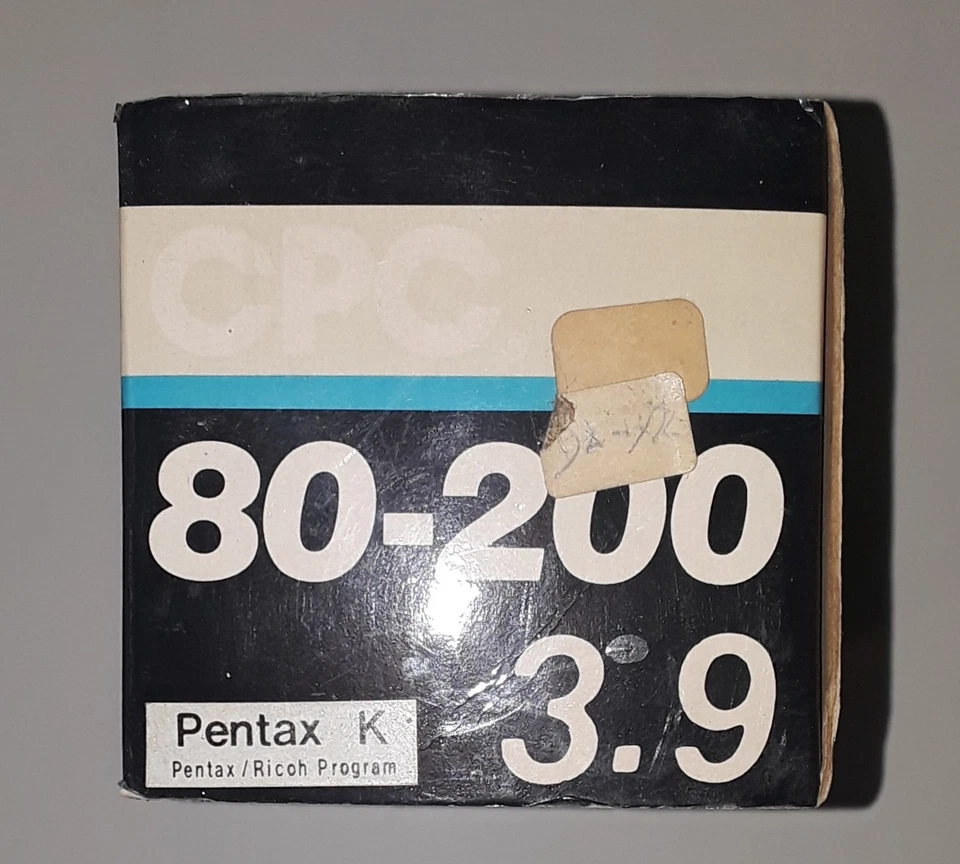 CPC
80-200
3.9
Pentax K
Pentax/Ricoh Program